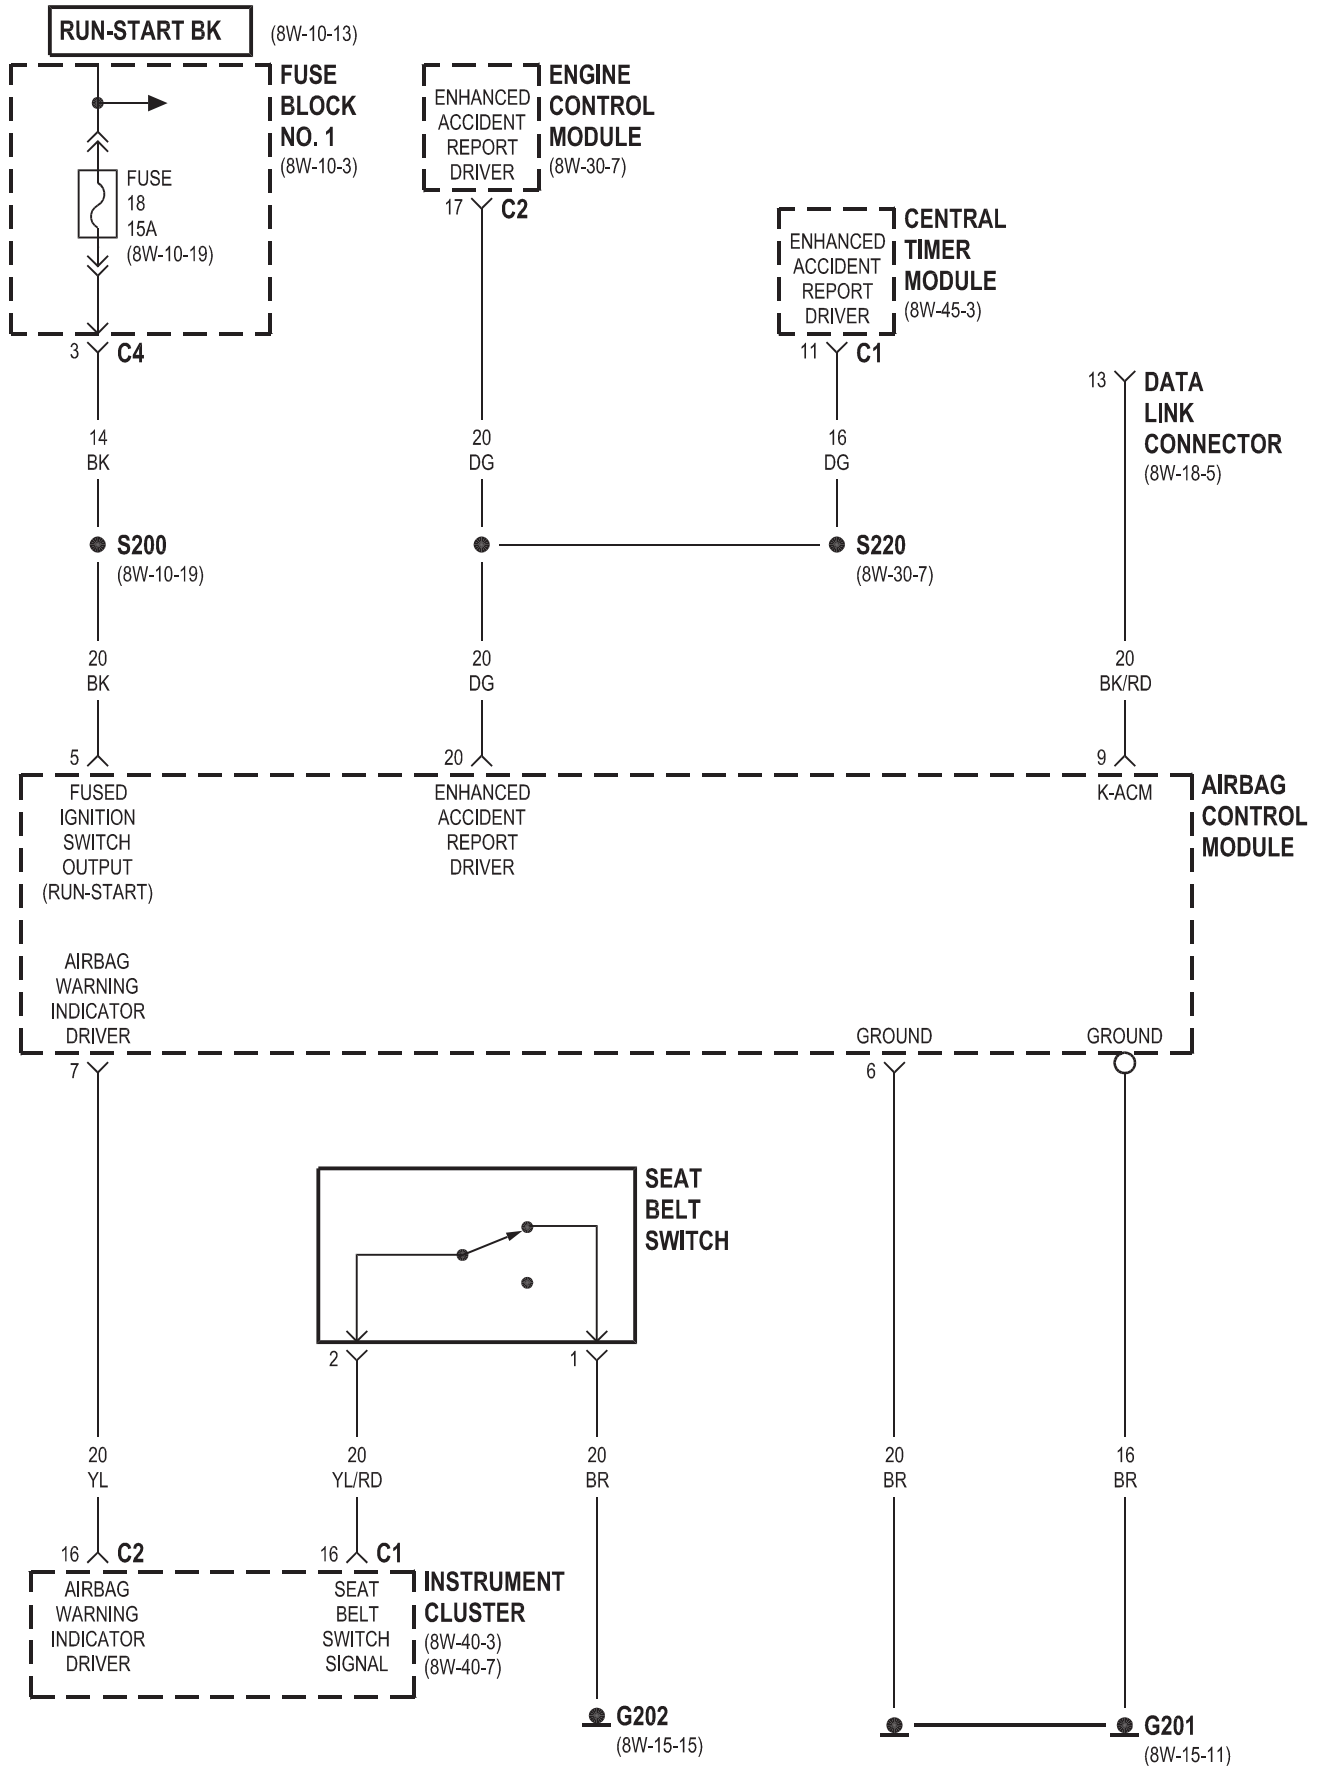 RUN-START BK (8W-10-13)
FUSE
BLOCK
NO. 1
(8W-10-3)
FUSE
18
15A
(8W-10-19)
3 C4
14
BK
S200
(8W-10-19)
20
BK
5
ENHANCED
ACCIDENT
REPORT
DRIVER
ENGINE
CONTROL
MODULE
(8W-30-7)
17 C2
20
DG
20
DG
20
ENHANCED
ACCIDENT
REPORT
DRIVER
CENTRAL
TIMER
MODULE
(8W-45-3)
11 C1
16
DG
S220
(8W-30-7)
13 DATA
LINK
CONNECTOR
(8W-18-5)
20
BK/RD
9
FUSED
IGNITION
SWITCH
OUTPUT
(RUN-START)
ENHANCED
ACCIDENT
REPORT
DRIVER
K-ACM
AIRBAG
CONTROL
MODULE
AIRBAG
WARNING
INDICATOR
DRIVER
GROUND
GROUND
7
6
SEAT
BELT
SWITCH
2
1
20
YL
20
YL/RD
20
BR
20
BR
16
BR
16 C2
16 C1
AIRBAG
WARNING
INDICATOR
DRIVER
SEAT
BELT
SWITCH
SIGNAL
INSTRUMENT
CLUSTER
(8W-40-3)
(8W-40-7)
G202
(8W-15-15)
G201
(8W-15-11)